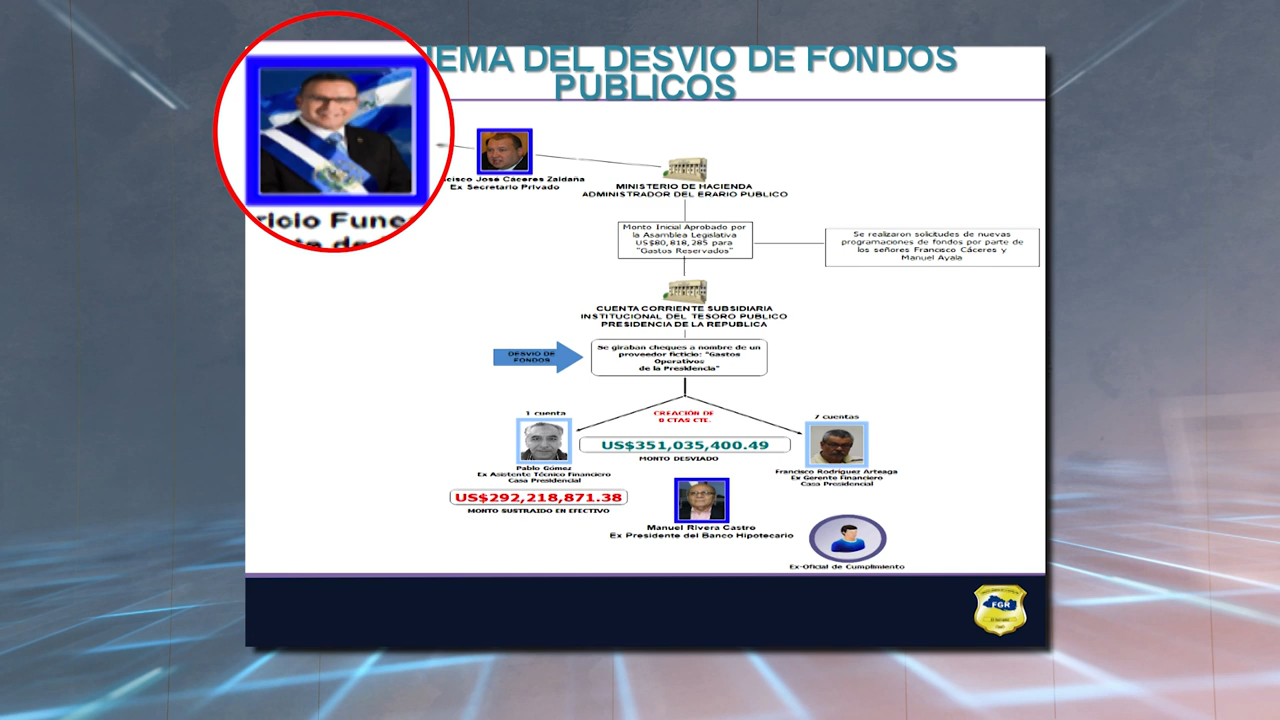 EMA DEL DESVIO DE FONDOS
PUBLICOS
ricio Fune
cisco José Cáceres Zaldaña
Ex Secretario Privado
MINISTERIO DE HACIENDA
ADMINISTRADOR DEL ERARIO PUBLICO
Monto Inicial Aprobado por
la Asamblea Legislativa
US$80,818,285 para
"Gastos Reservados"
Se realizaron solicitudes de nuevas
programaciones de fondos por parte de
los señores Francisco Cáceres y
Manuel Ayala
CUENTA CORRIENTE SUBSIDIARIA
INSTITUCIONAL DEL TESORO PUBLICO
PRESIDENCIA DE LA REPUBLICA
DESVIO DE
FONDOS
Se giraban cheques a nombre de un
proveedor ficticio: "Gastos
Operativos
de la Presidencia"
1 cuenta
CREACIÓN DE
8 CTAS CTE.
7 cuentas
US$351,035,400.49
MONTO DESVIADO
Pablo Gómez
Ex Asistente Técnico Financiero
Casa Presidencial
Francisco Rodríguez Arteaga
Ex Gerente Financiero
Casa Presidencial
US$292,218,871.38
MONTO SUSTRAIDO EN EFECTIVO
Manuel Rivera Castro
Ex Presidente del Banco Hipotecario
Ex-Oficial de Cumplimiento
FGR